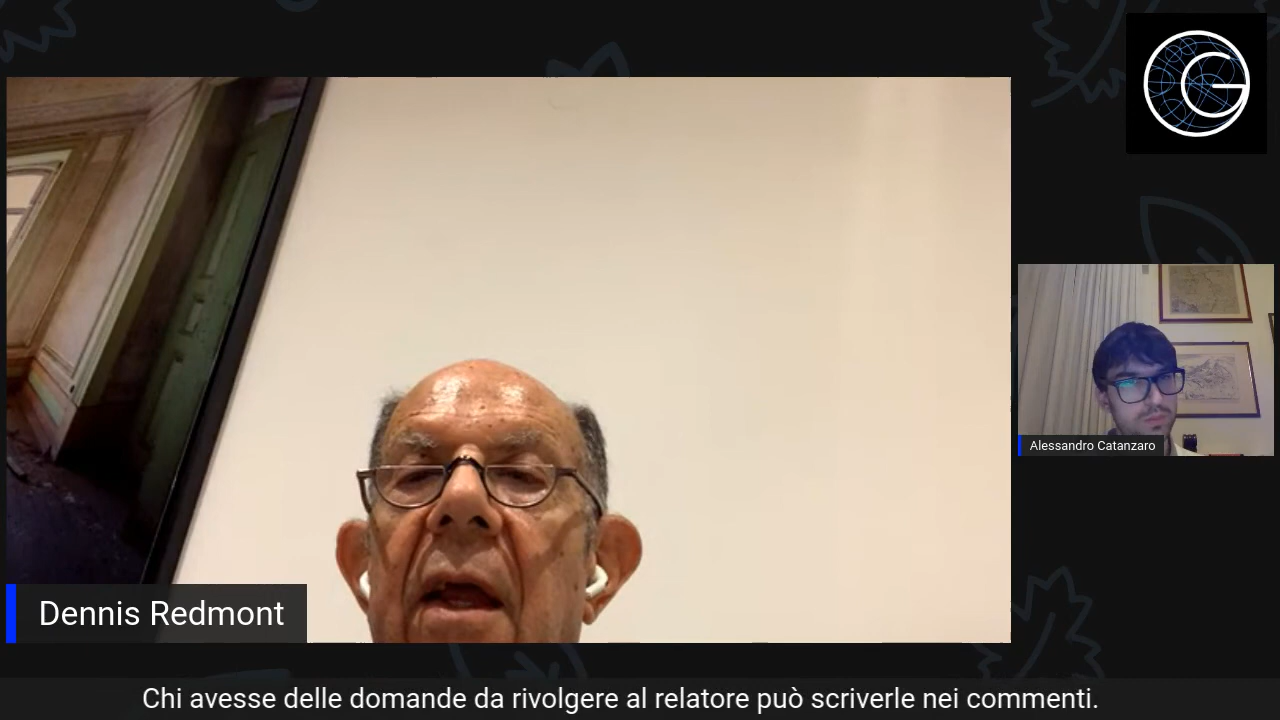 Alessandro Catanzaro
Dennis Redmont
Chi avesse delle domande da rivolgere al relatore può scriverle nei commenti.